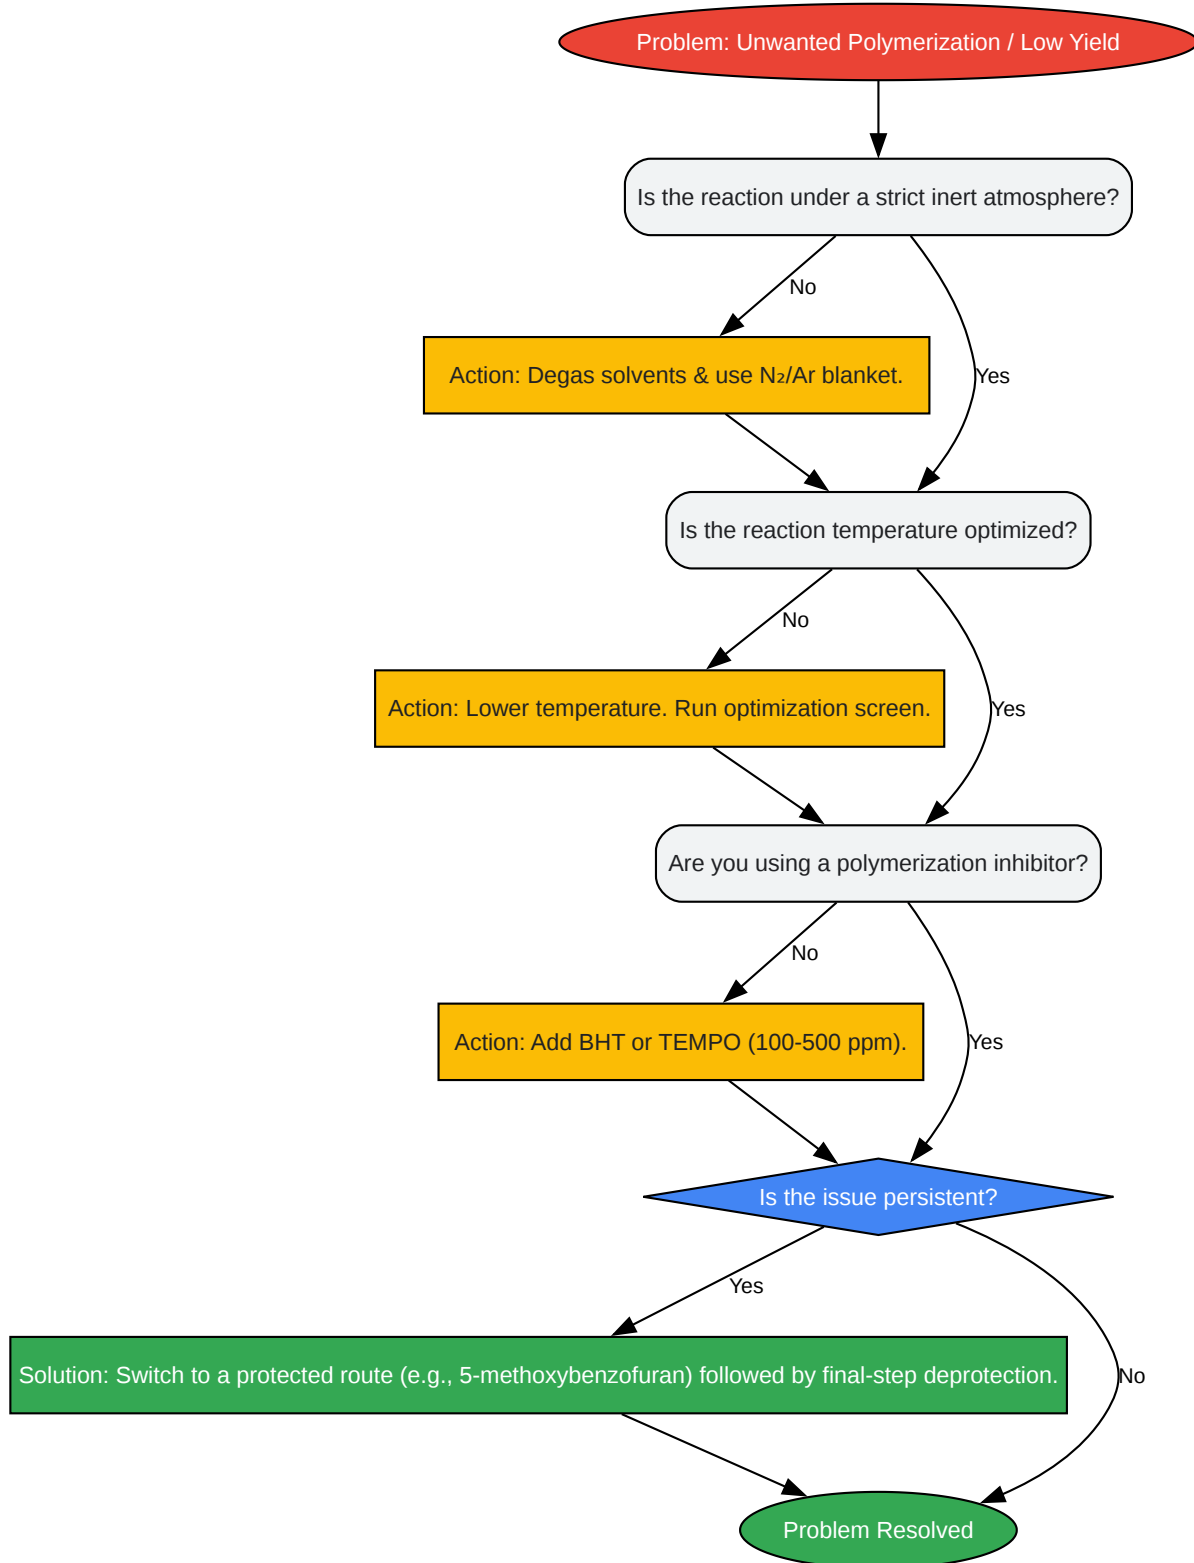 Problem: Unwanted Polymerization / Low Yield
Is the reaction under a strict inert atmosphere?
No
Action: Degas solvents & use N₂/Ar blanket.
Yes
Is the reaction temperature optimized?
No
Action: Lower temperature. Run optimization screen.
Yes
Are you using a polymerization inhibitor?
No
Action: Add BHT or TEMPO (100-500 ppm).
Yes
Is the issue persistent?
Yes
Solution: Switch to a protected route (e.g., 5-methoxybenzofuran) followed by final-step deprotection.
No
Problem Resolved